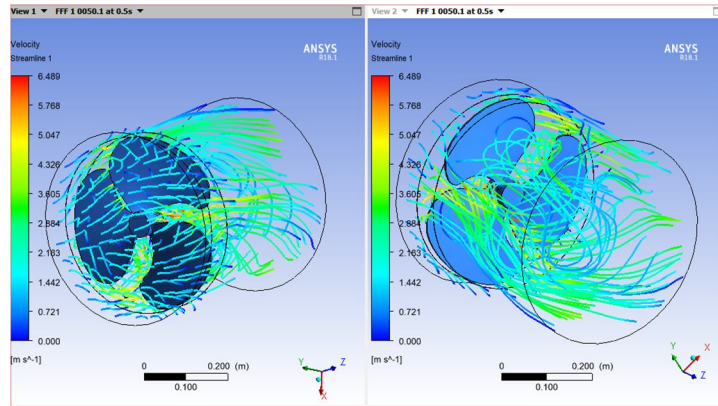 View 1 FFF 1 0050.1 at 0.5s
Velocity
Streamline 1
6.489
5.768
5.047
4.326
3.605
2.884
2.163
1.442
0.721
0.000
[m s^-1]
ANSYS
R18.1
0 0.200 (m)
0.100
Y
Z
X
View 2 FFF 1 0050.1 at 0.5s
Velocity
Streamline 1
6.489
5.768
5.047
4.326
3.605
2.884
2.163
1.442
0.721
0.000
[m s^-1]
ANSYS
R18.1
0 0.200 (m)
0.100
Y
X
Z